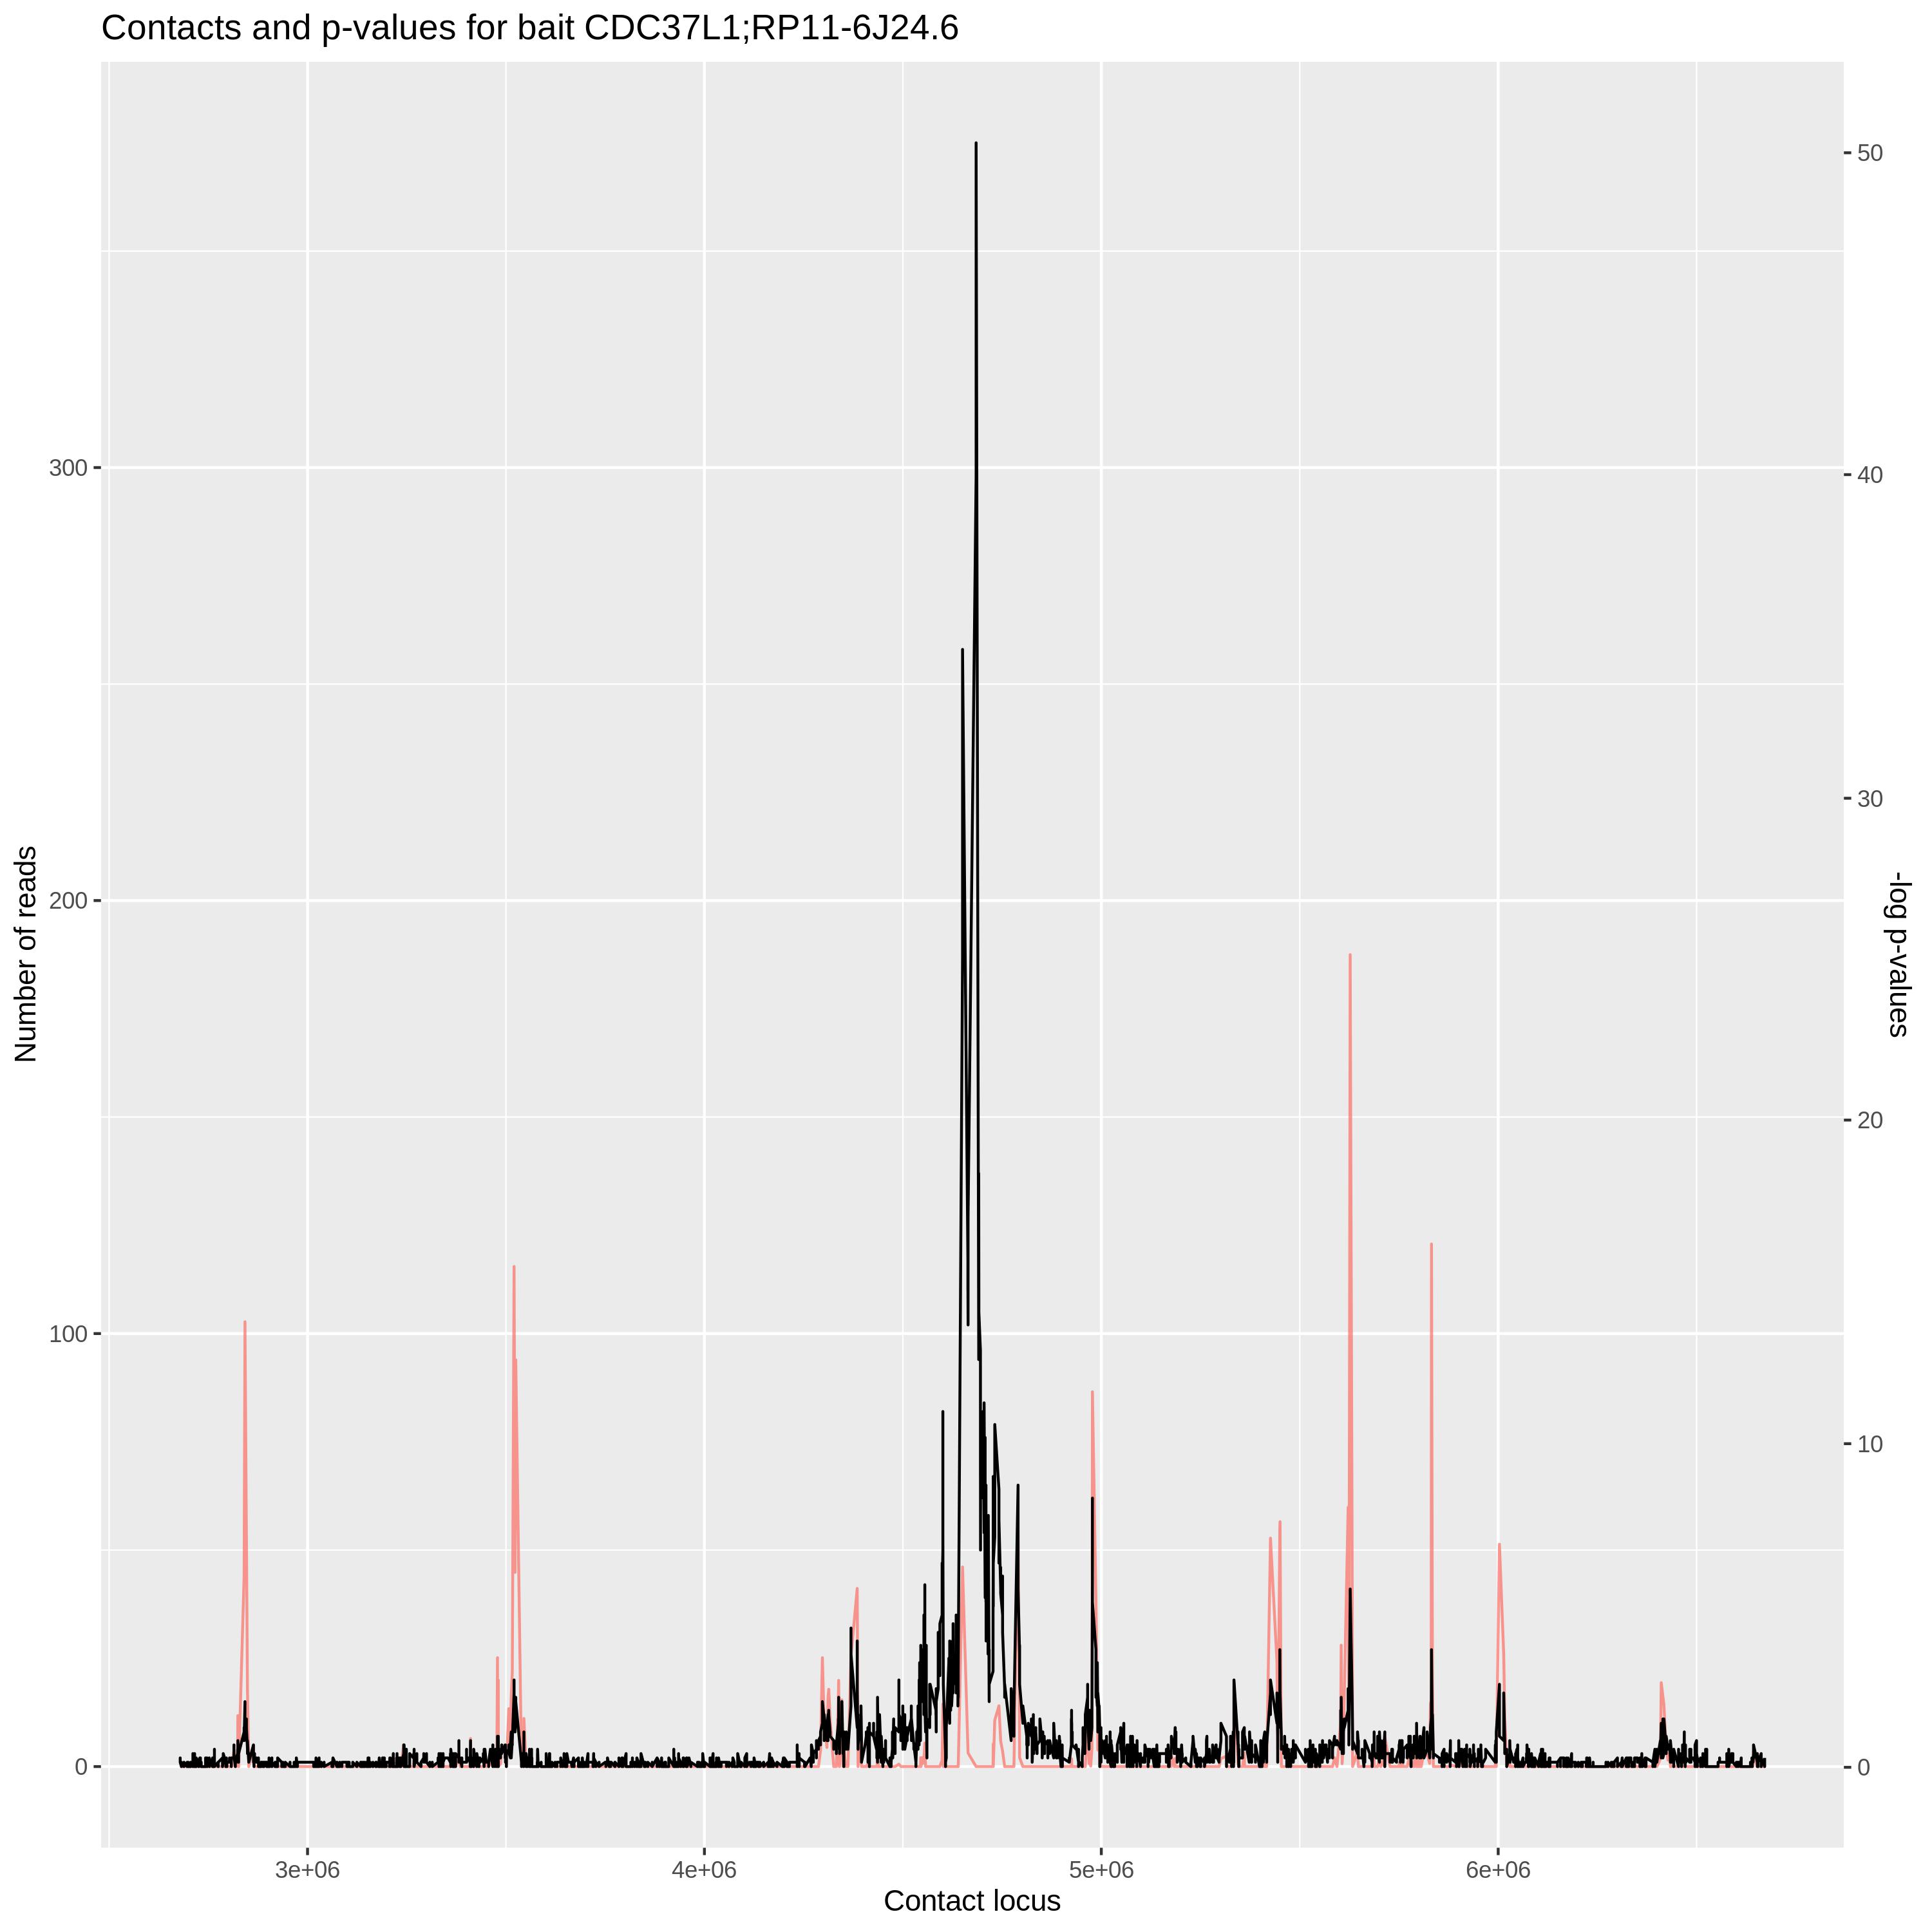 Contacts and p-values for bait CDC37L1;RP11-6J24.6
Number of reads
300
200
100
0
50
40
30
20
10
0
-log p-values
3e+06
4e+06
5e+06
6e+06
Contact locus